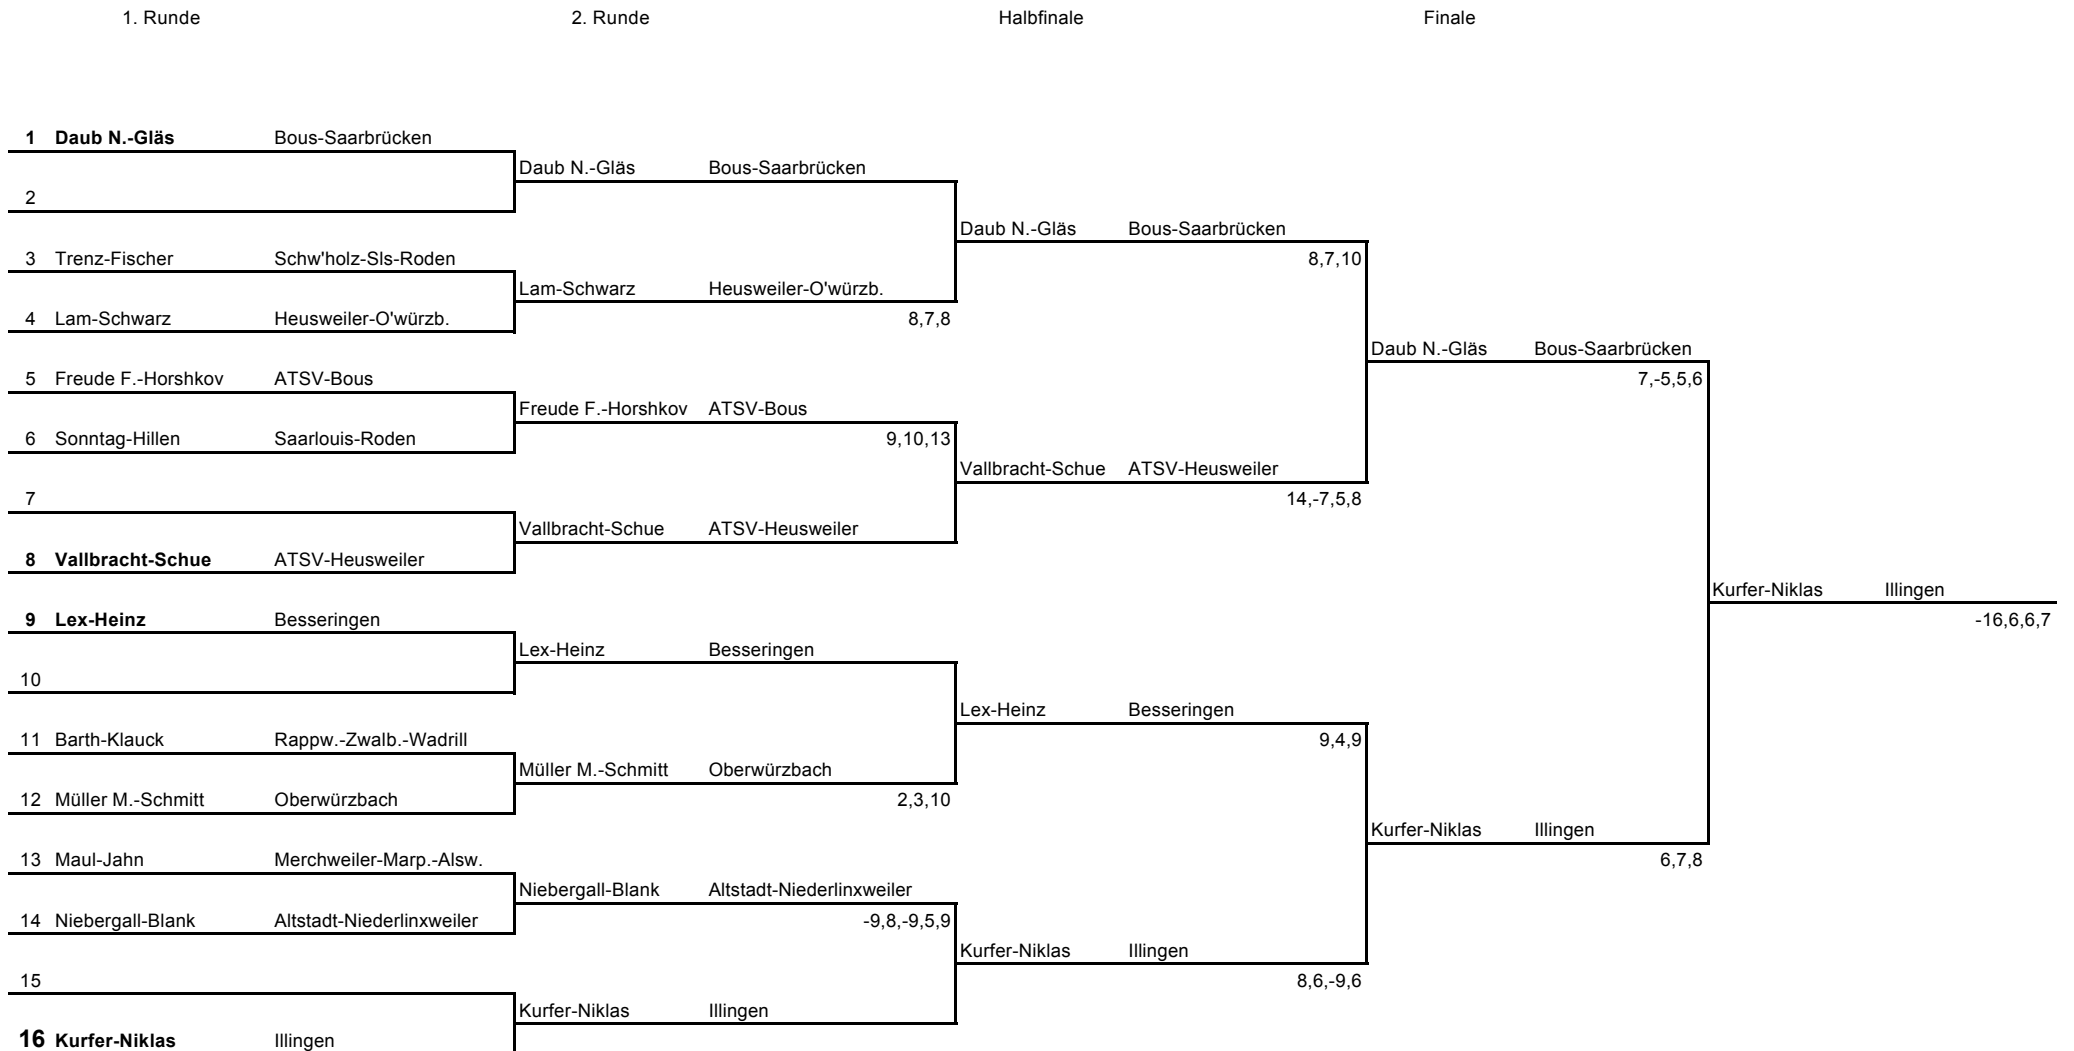 1. Runde 2. Runde Halbfinale Finale
1 Daub N.-Gläs Bous-Saarbrücken
Daub N.-Gläs Bous-Saarbrücken
2
Daub N.-Gläs Bous-Saarbrücken
3 Trenz-Fischer Schw'holz-Sls-Roden 8,7,10
Lam-Schwarz Heusweiler-O'würzb.
4 Lam-Schwarz Heusweiler-O'würzb. 8,7,8
Daub N.-Gläs Bous-Saarbrücken
5 Freude F.-Horshkov ATSV-Bous 7,-5,5,6
Freude F.-Horshkov ATSV-Bous
6 Sonntag-Hillen Saarlouis-Roden 9,10,13
Vallbracht-Schue ATSV-Heusweiler
7 14,-7,5,8
Vallbracht-Schue ATSV-Heusweiler
8 Vallbracht-Schue ATSV-Heusweiler
Kurfer-Niklas Illingen
9 Lex-Heinz Besseringen -16,6,6,7
Lex-Heinz Besseringen
10
Lex-Heinz Besseringen
11 Barth-Klauck Rappw.-Zwalb.-Wadrill 9,4,9
Müller M.-Schmitt Oberwürzbach
12 Müller M.-Schmitt Oberwürzbach 2,3,10
Kurfer-Niklas Illingen
13 Maul-Jahn Merchweiler-Marp.-Alsw. 6,7,8
Niebergall-Blank Altstadt-Niederlinxweiler
14 Niebergall-Blank Altstadt-Niederlinxweiler -9,8,-9,5,9
Kurfer-Niklas Illingen
15 8,6,-9,6
Kurfer-Niklas Illingen
16 Kurfer-Niklas Illingen